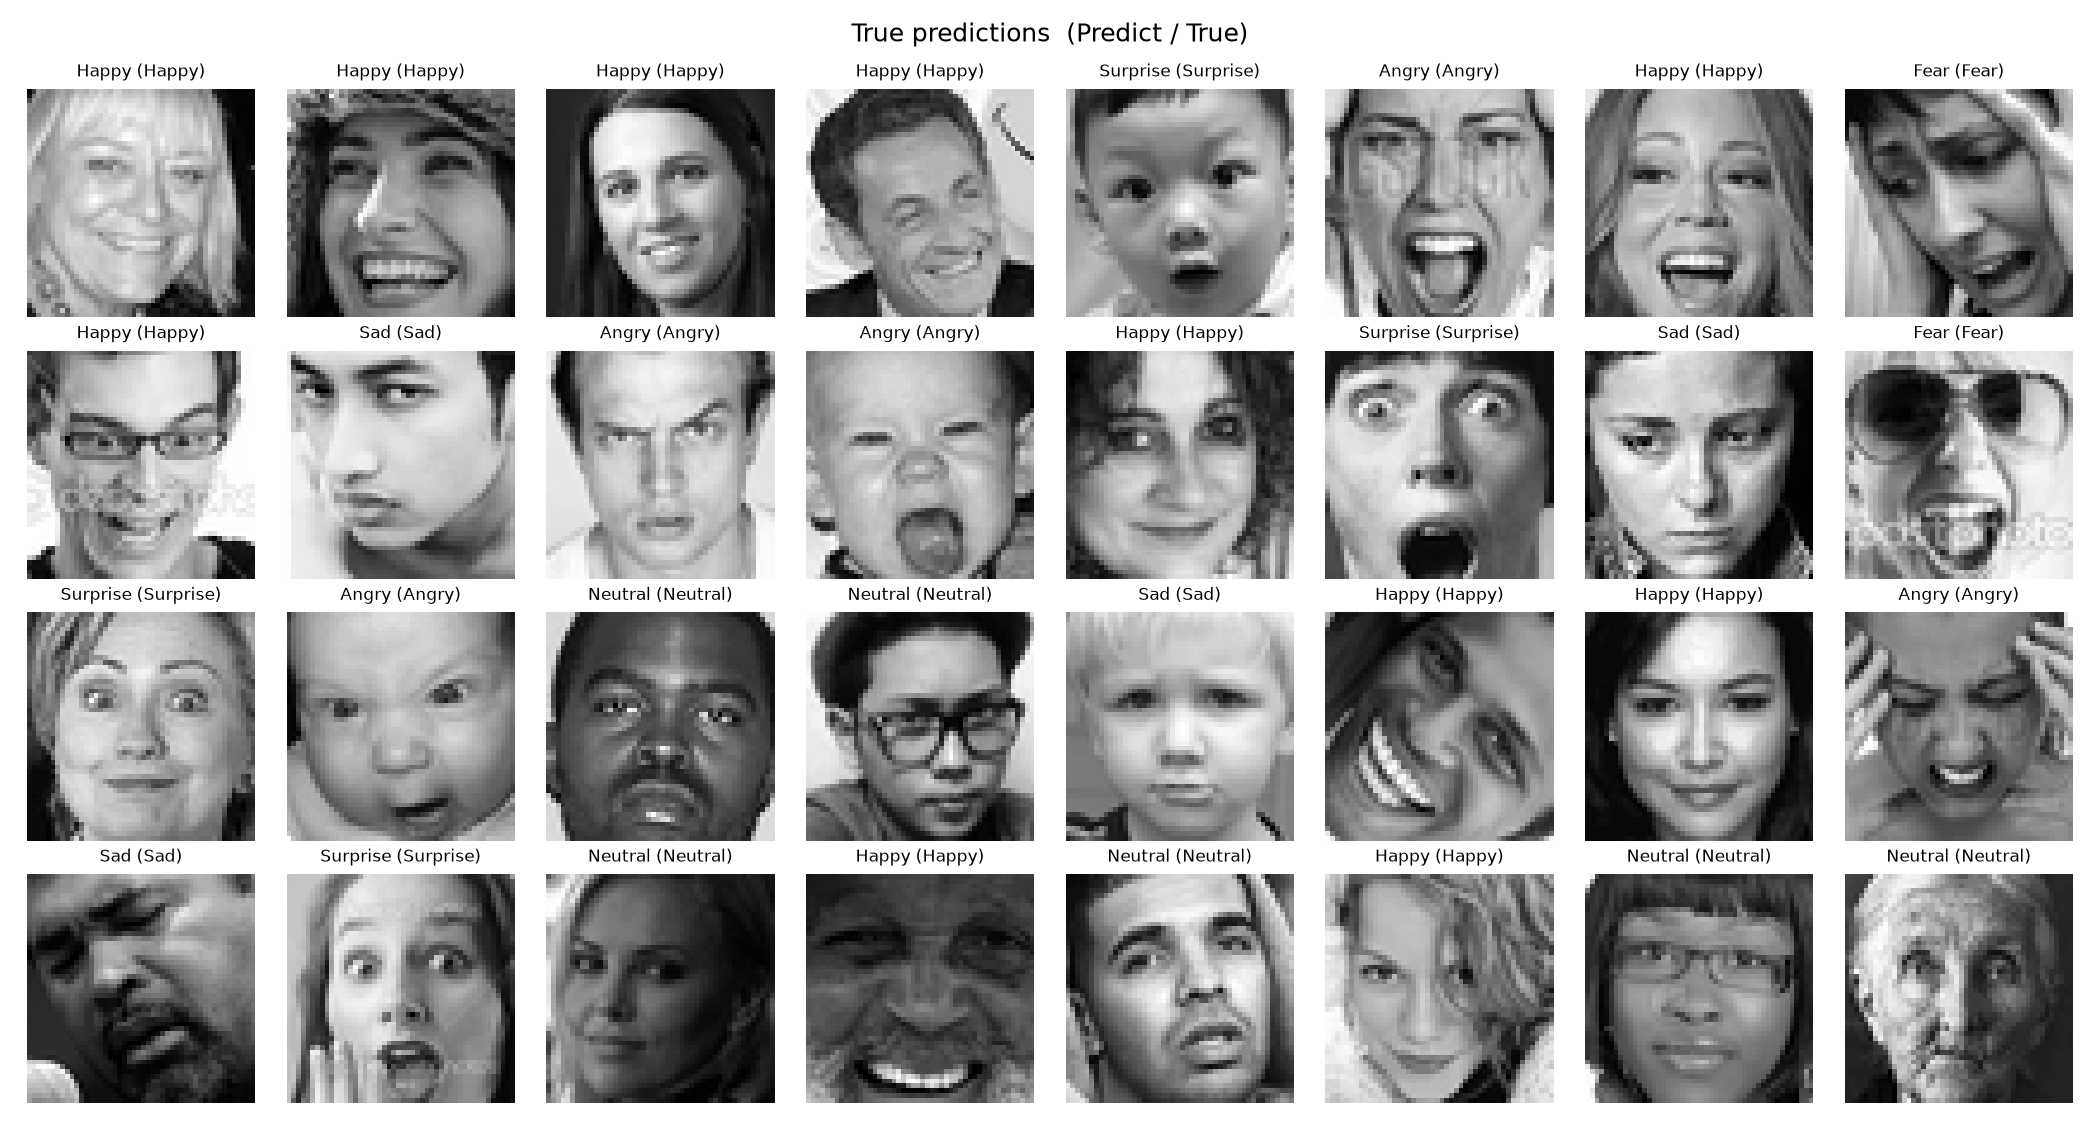 True predictions  (Predict / True)
Happy (Happy) Happy (Happy) Happy (Happy) Happy (Happy) Surprise (Surprise) Angry (Angry) Happy (Happy) Fear (Fear)
Happy (Happy) Sad (Sad) Angry (Angry) Angry (Angry) Happy (Happy) Surprise (Surprise) Sad (Sad) Fear (Fear)
Surprise (Surprise) Angry (Angry) Neutral (Neutral) Neutral (Neutral) Sad (Sad) Happy (Happy) Happy (Happy) Angry (Angry)
Sad (Sad) Surprise (Surprise) Neutral (Neutral) Happy (Happy) Neutral (Neutral) Happy (Happy) Neutral (Neutral) Neutral (Neutral)